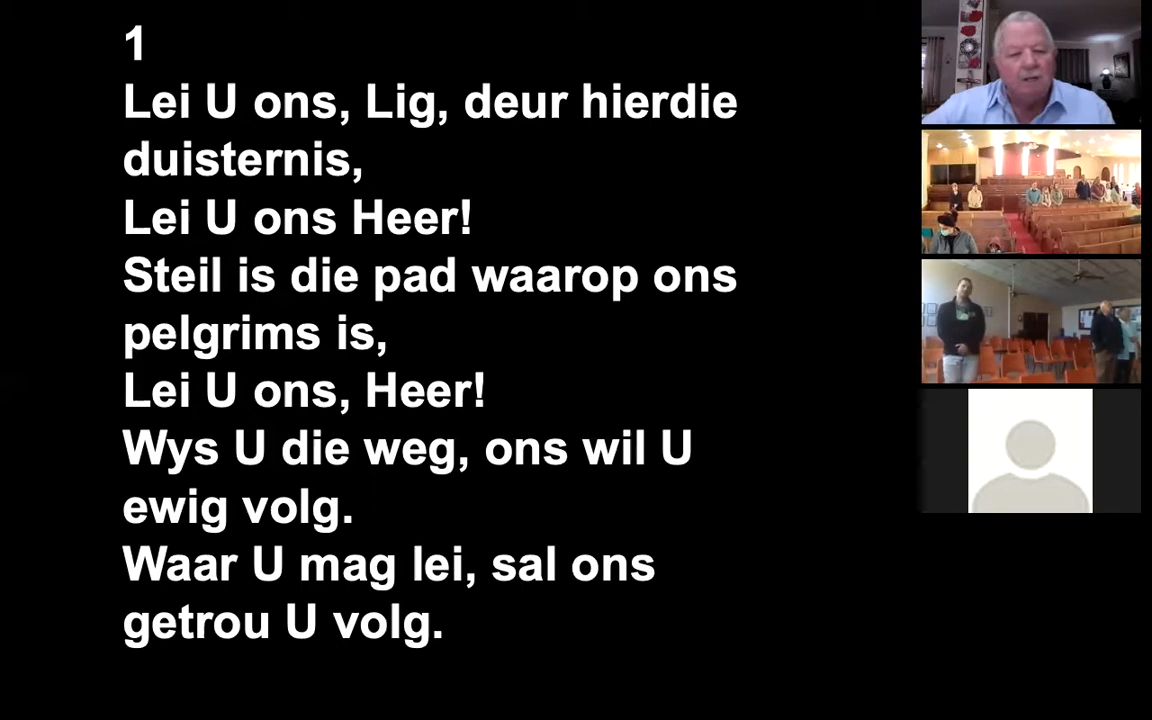 1
Lei U ons, Lig, deur hierdie
duisternis,
Lei U ons Heer!
Steil is die pad waarop ons
pelgrims is,
Lei U ons, Heer!
Wys U die weg, ons wil U
ewig volg.
Waar U mag lei, sal ons
getrou U volg.